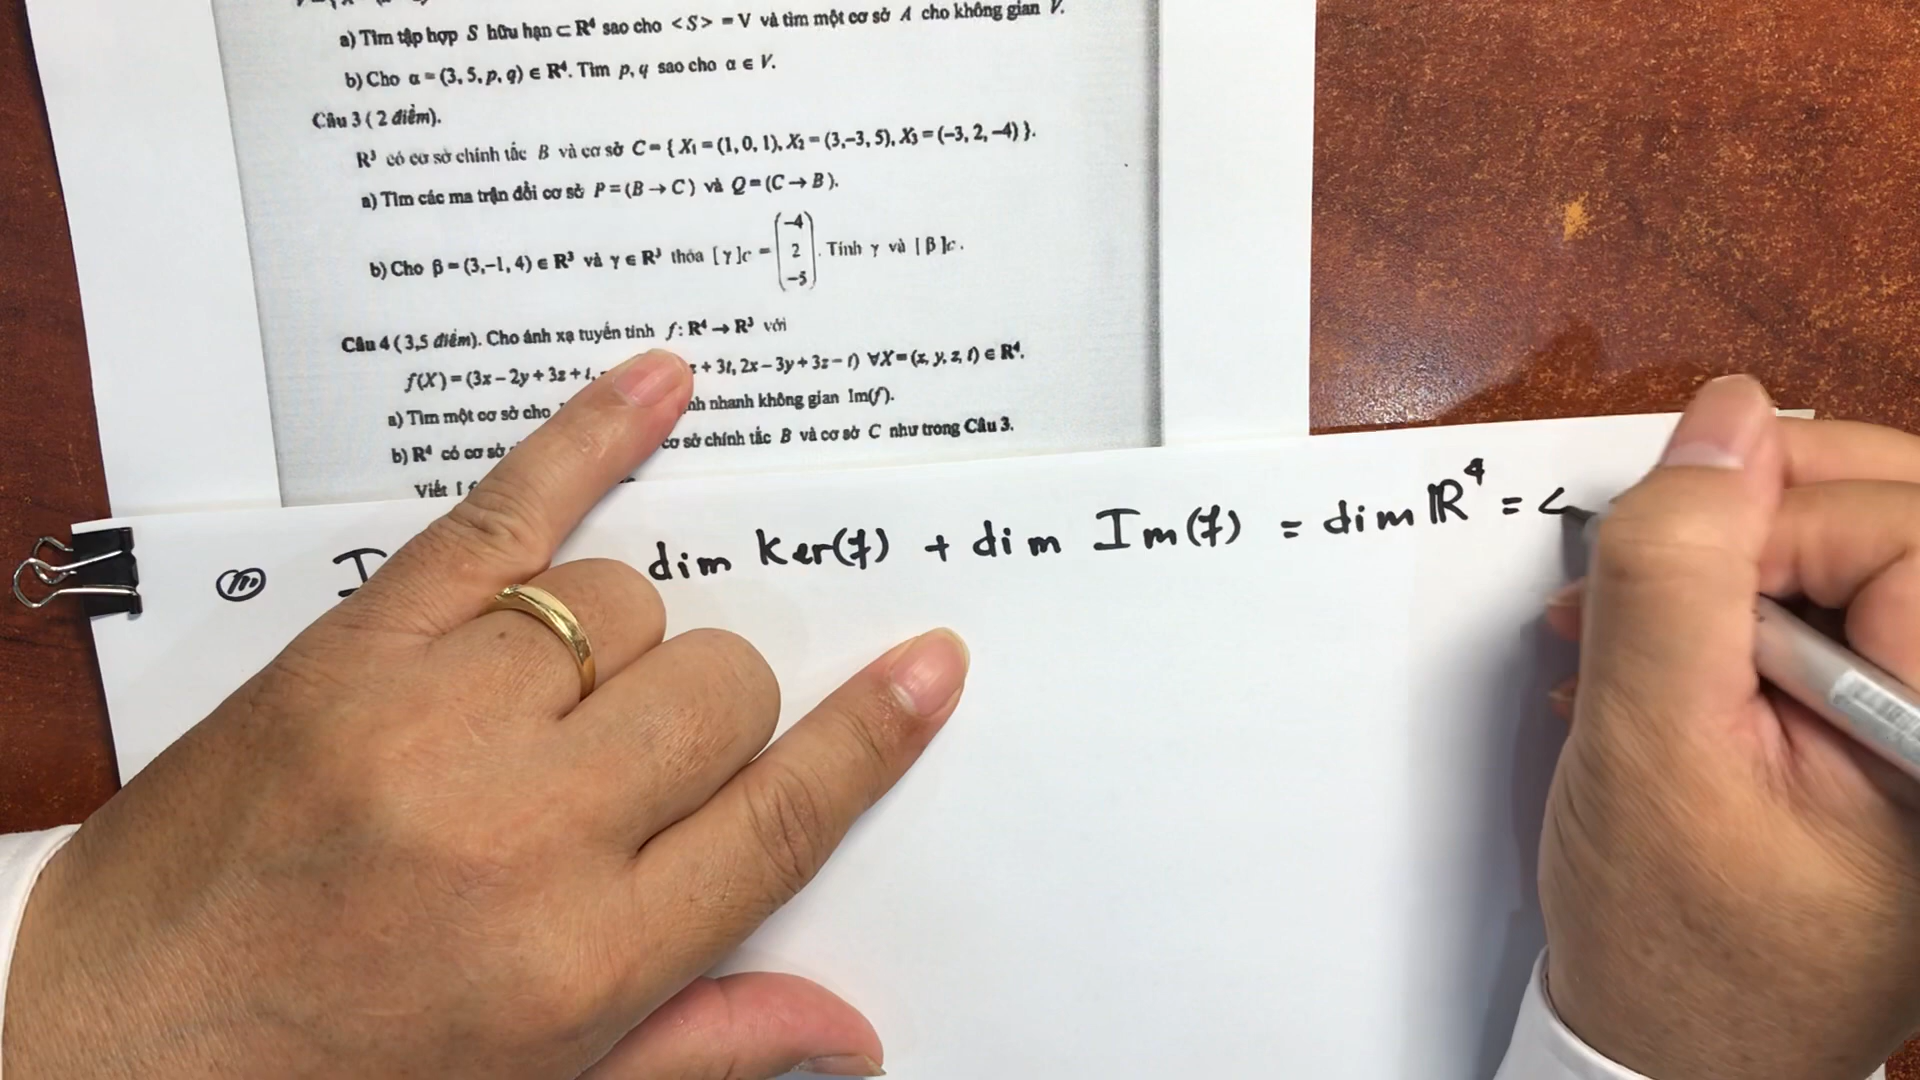 a) Tìm tập hợp S hữu hạn ⊂ R⁴ sao cho <S> = V và tìm một cơ sở A cho không gian V.
b) Cho α = (3, 5, p, q) ∈ R⁴. Tìm p, q sao cho α ∈ V.
Câu 3 ( 2 điểm).
R³ có cơ sở chính tắc B và cơ sở C = { X₁ = (1, 0, 1), X₂ = (3,–3, 5), X₃ = (–3, 2, –4) }.
a) Tìm các ma trận đổi cơ sở P = (B → C) và Q = (C → B ).
b) Cho β = (3,–1, 4) ∈ R³ và γ ∈ R³ thỏa [ γ ]c = (–4 2 –5) . Tính γ và [ β ]c .
Câu 4 ( 3,5 điểm). Cho ánh xạ tuyến tính f : R⁴ → R³ với
f(X) = (3x – 2y + 3z + t, + 3t, 2x – 3y + 3z – t) ∀X = (x, y, z, t) ∈ R⁴.
a) Tìm một cơ sở cho nhanh không gian Im(f).
b) R⁴ có cơ sở cơ sở chính tắc B và cơ sở C như trong Câu 3.
Viết [
dim Ker(f) + dim Im(f) = dim ℝ⁴ =